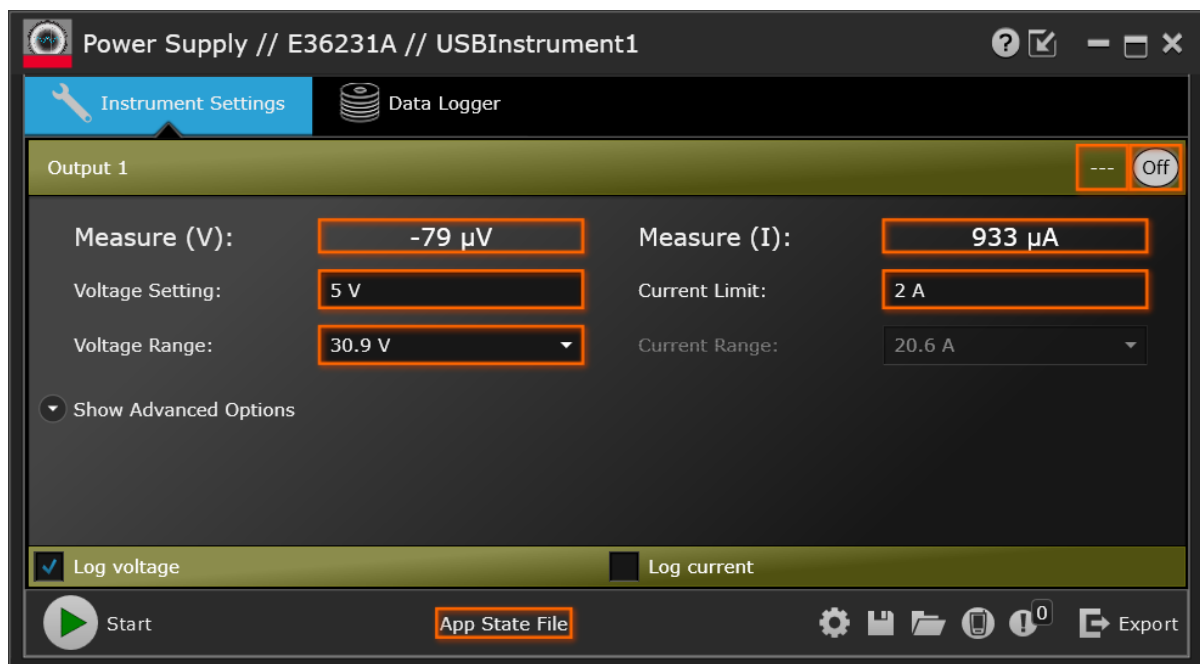 Power Supply // E36231A // USBInstrument1
Instrument Settings Data Logger
Output 1 --- Off
Measure (V): -79 µV Measure (I): 933 µA
Voltage Setting: 5 V Current Limit: 2 A
Voltage Range: 30.9 V Current Range: 20.6 A
Show Advanced Options
Log voltage Log current
Start App State File 0 Export